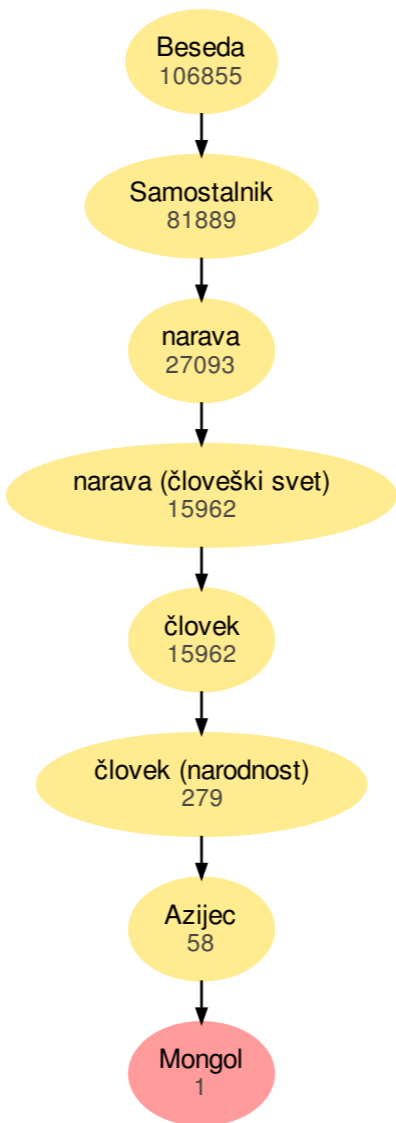 Beseda
106855
Samostalnik
81889
narava
27093
narava (človeški svet)
15962
človek
15962
človek (narodnost)
279
Azijec
58
Mongol
1